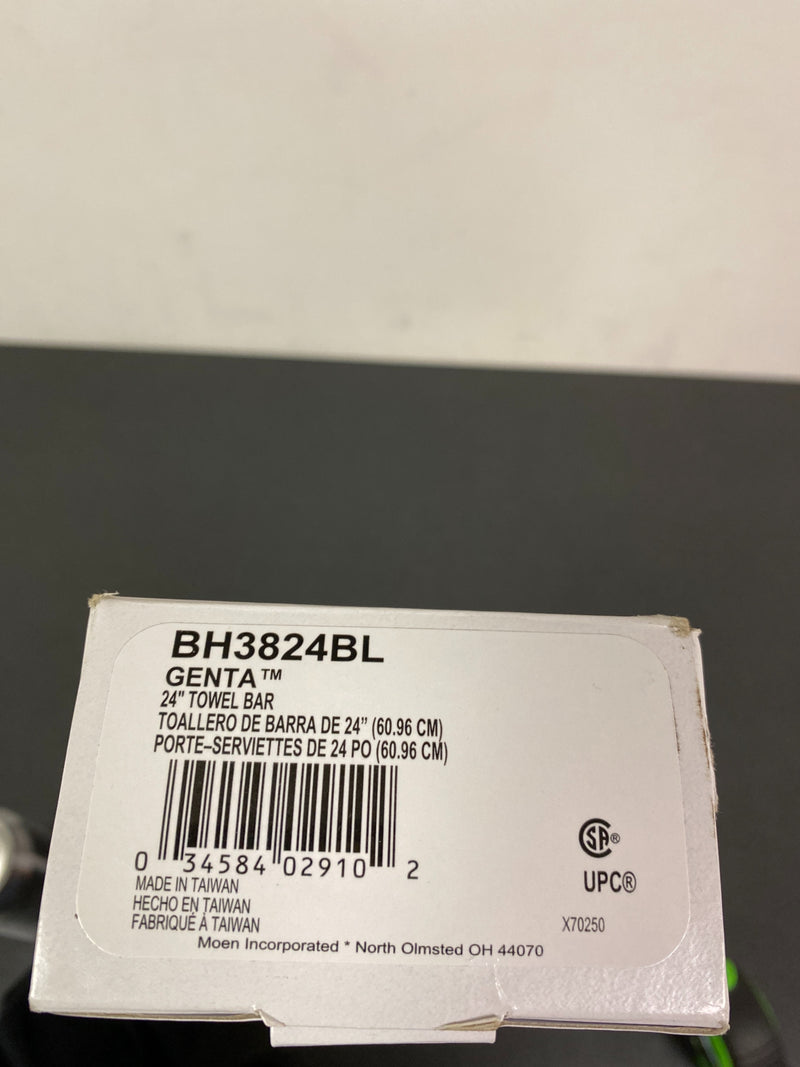 BH3824BL
GENTA™
24" TOWEL BAR
TOALLERO DE BARRA DE 24” (60.96 CM)
PORTE–SERVIETTES DE 24 PO (60.96 CM)
0 34584 02910 2
MADE IN TAIWAN
HECHO EN TAIWAN
FABRIQUÉ À TAIWAN
SA®
UPC®
X70250
Moen Incorporated * North Olmsted OH 44070